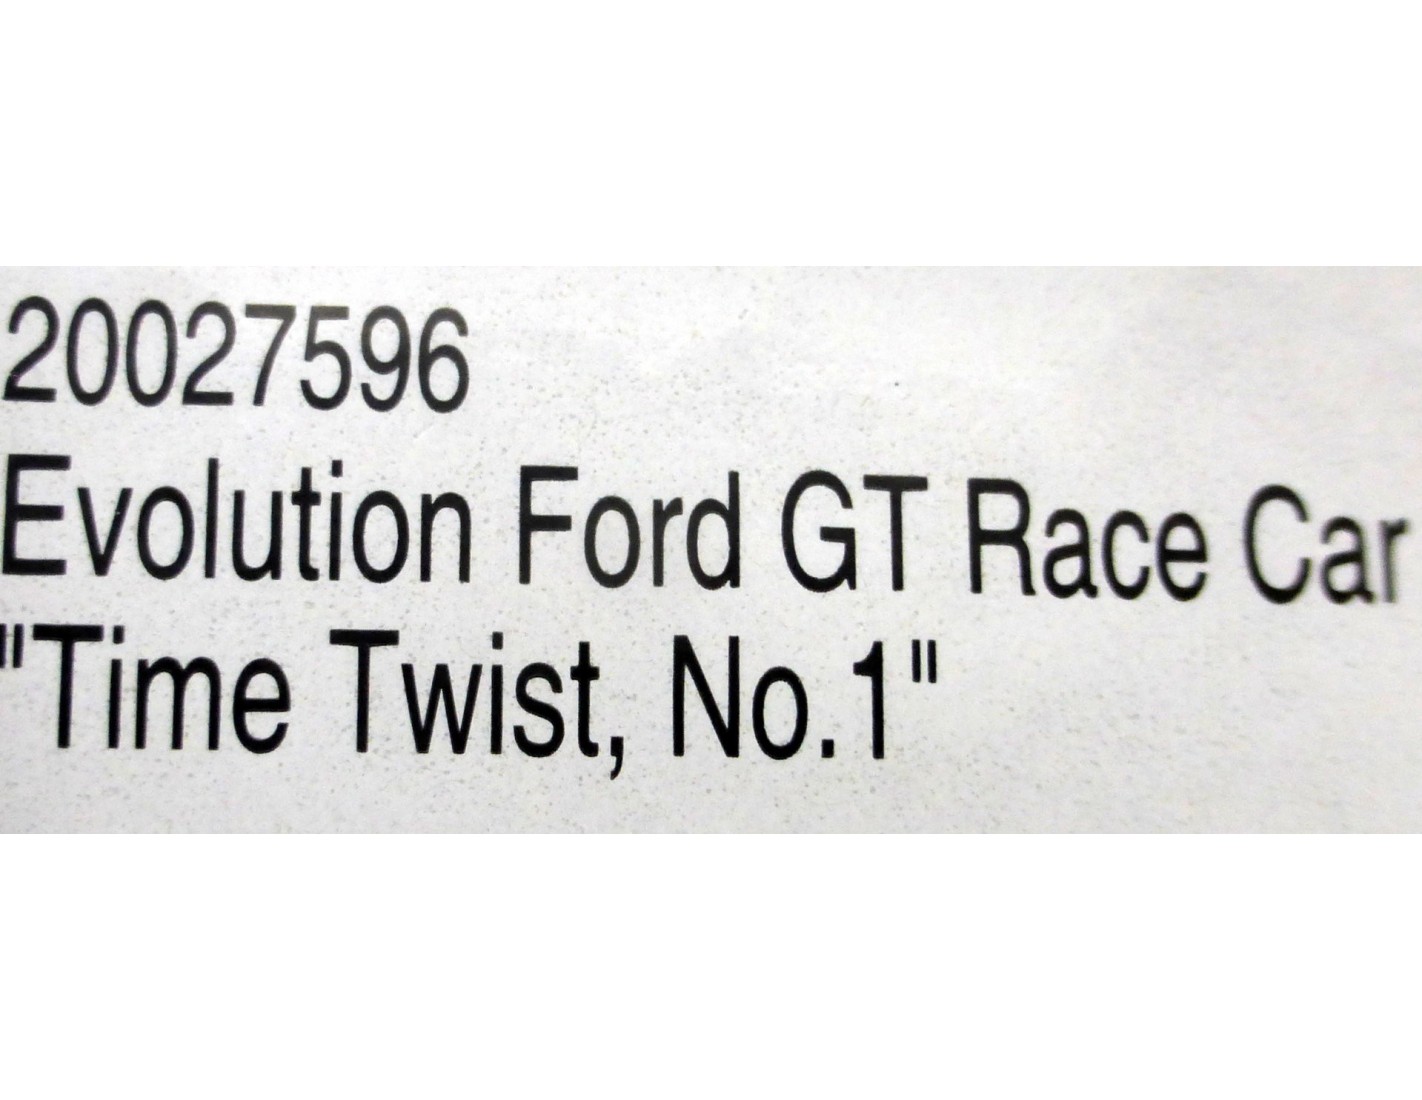 20027596
Evolution Ford GT Race Car
"Time Twist, No.1"